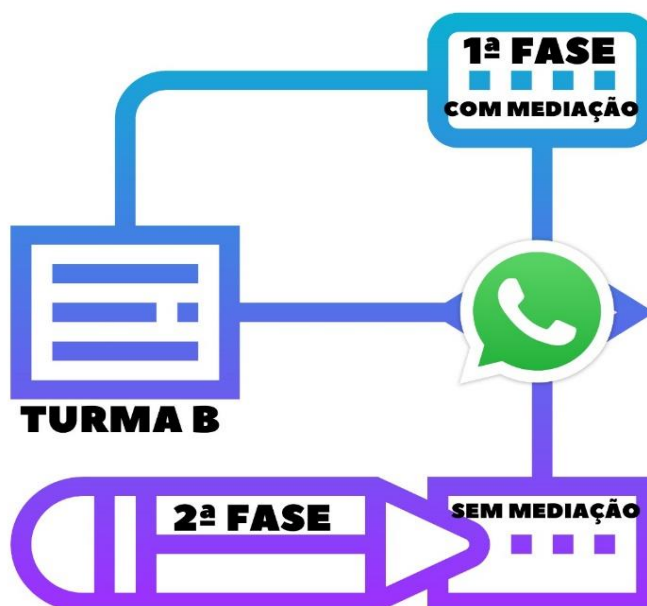 1ª FASE
COM MEDIAÇÃO
TURMA B
2ª FASE
SEM MEDIAÇÃO